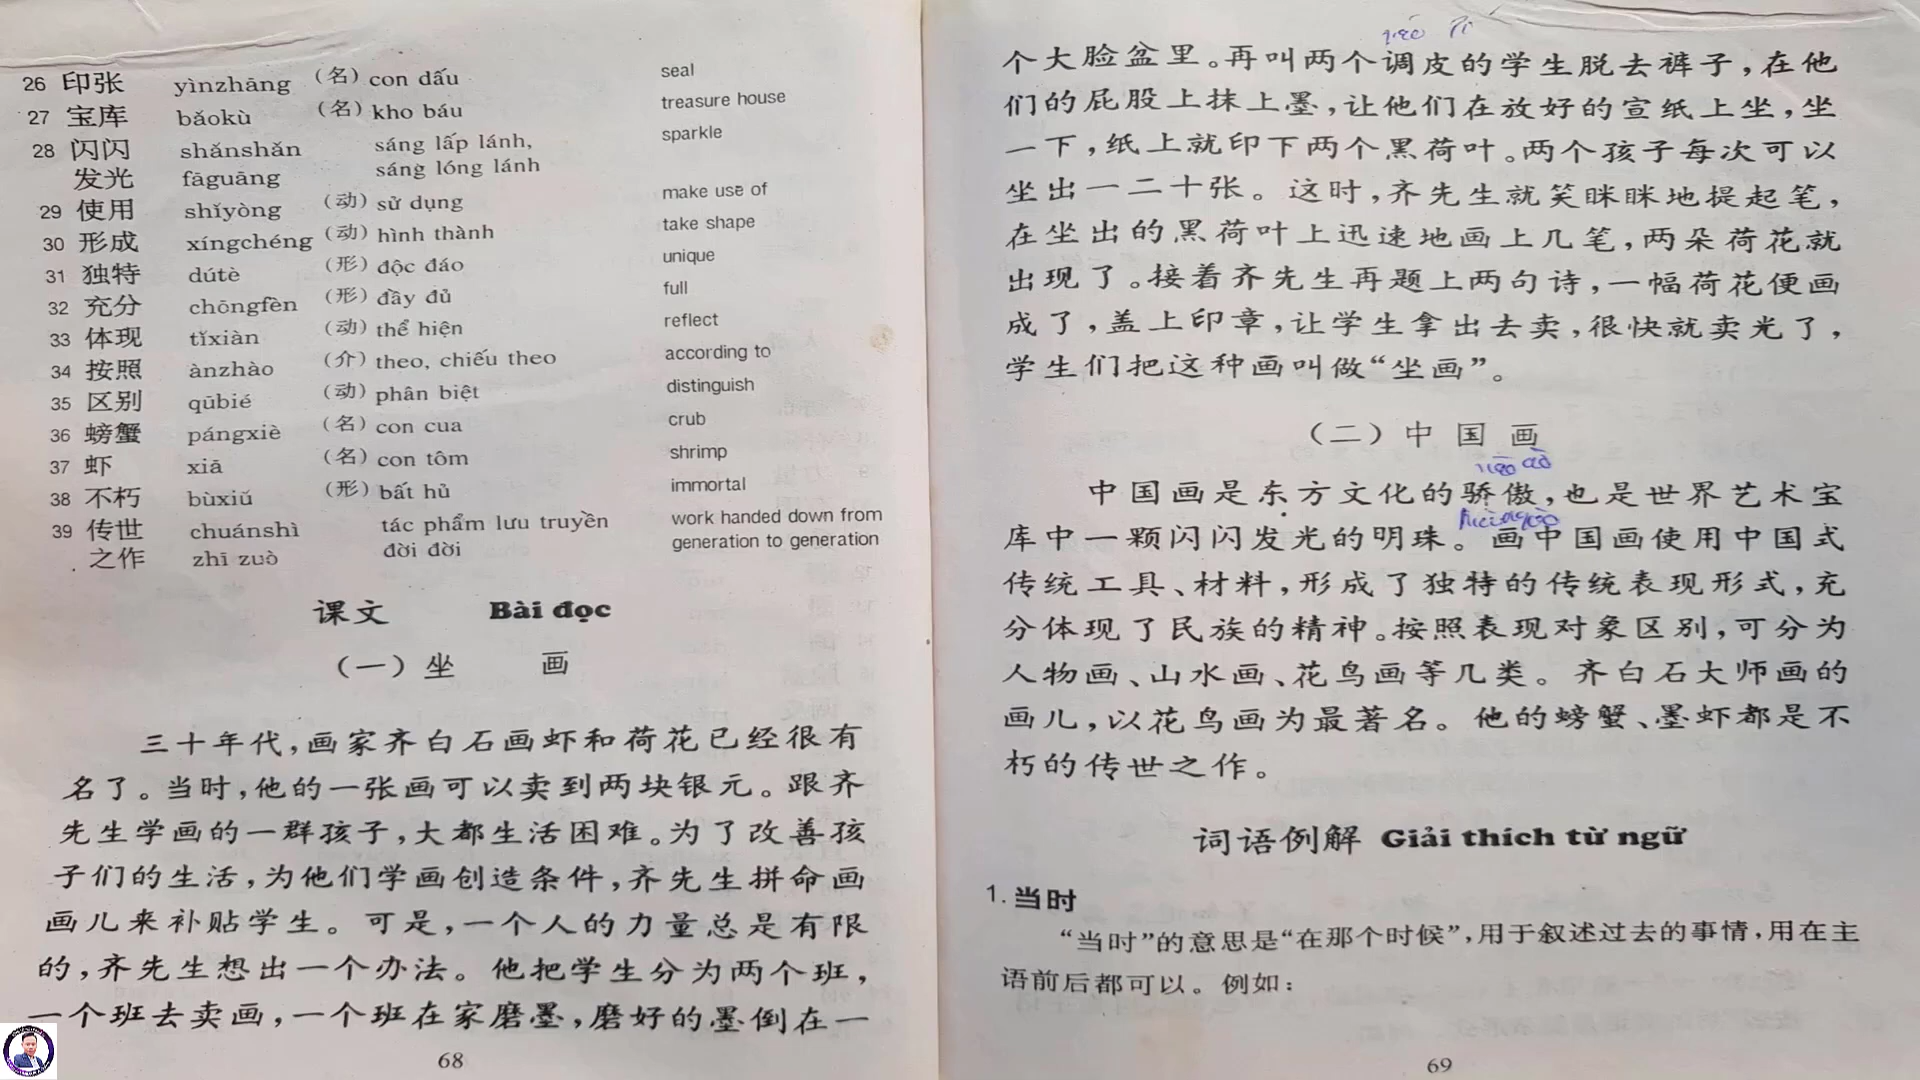 26 印张 yìnzhāng (名) con dấu seal
27 宝库 bǎokù (名) kho báu treasure house
28 闪闪 shǎnshǎn sáng lấp lánh, sparkle
发光 fāguāng sáng lóng lánh
29 使用 shǐyòng (动) sử dụng make use of
30 形成 xíngchéng (动) hình thành take shape
31 独特 dútè (形) độc đáo unique
32 充分 chōngfèn (形) đầy đủ full
33 体现 tǐxiàn (动) thể hiện reflect
34 按照 ànzhào (介) theo, chiếu theo according to
35 区别 qūbié (动) phân biệt distinguish
36 螃蟹 pángxiè (名) con cua crub
37 虾 xiā (名) con tôm shrimp
38 不朽 bùxiǔ (形) bất hủ immortal
39 传世 chuánshì tác phẩm lưu truyền work handed down from
之作 zhī zuò đời đời generation to generation
课文 Bài đọc
(一)坐 画
三十年代,画家齐白石画虾和荷花已经很有
名了。当时,他的一张画可以卖到两块银元。跟齐
先生学画的一群孩子,大都生活困难。为了改善孩
子们的生活,为他们学画创造条件,齐先生拼命画
画儿来补贴学生。可是,一个人的力量总是有限
的,齐先生想出一个办法。他把学生分为两个班,
一个班去卖画,一个班在家磨墨,磨好的墨倒在一
68
个大脸盆里。再叫两个调皮的学生脱去裤子,在他
们的屁股上抹上墨,让他们在放好的宣纸上坐,坐
一下,纸上就印下两个黑荷叶。两个孩子每次可以
坐出一二十张。这时,齐先生就笑眯眯地提起笔,
在坐出的黑荷叶上迅速地画上几笔,两朵荷花就
出现了。接着齐先生再题上两句诗,一幅荷花便画
成了,盖上印章,让学生拿出去卖,很快就卖光了,
学生们把这种画叫做“坐画”。
(二)中 国 画
中国画是东方文化的骄傲,也是世界艺术宝
库中一颗闪闪发光的明珠。画中国画使用中国式
传统工具、材料,形成了独特的传统表现形式,充
分体现了民族的精神。按照表现对象区别,可分为
人物画、山水画、花鸟画等几类。齐白石大师画的
画儿,以花鸟画为最著名。他的螃蟹、墨虾都是不
朽的传世之作。
词语例解 Giải thích từ ngữ
1. 当时
“当时”的意思是“在那个时候”,用于叙述过去的事情,用在主
语前后都可以。例如:
69